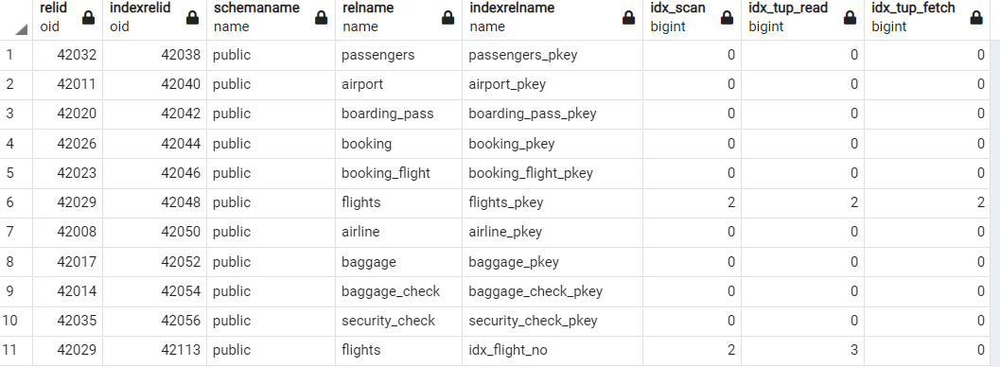 relid indexrelid schemaname relname indexrelname idx_scan idx_tup_read idx_tup_fetch
oid oid name name name bigint bigint bigint
1 42032 42038 public passengers passengers_pkey 0 0 0
2 42011 42040 public airport airport_pkey 0 0 0
3 42020 42042 public boarding_pass boarding_pass_pkey 0 0 0
4 42026 42044 public booking booking_pkey 0 0 0
5 42023 42046 public booking_flight booking_flight_pkey 0 0 0
6 42029 42048 public flights flights_pkey 2 2 2
7 42008 42050 public airline airline_pkey 0 0 0
8 42017 42052 public baggage baggage_pkey 0 0 0
9 42014 42054 public baggage_check baggage_check_pkey 0 0 0
10 42035 42056 public security_check security_check_pkey 0 0 0
11 42029 42113 public flights idx_flight_no 2 3 0